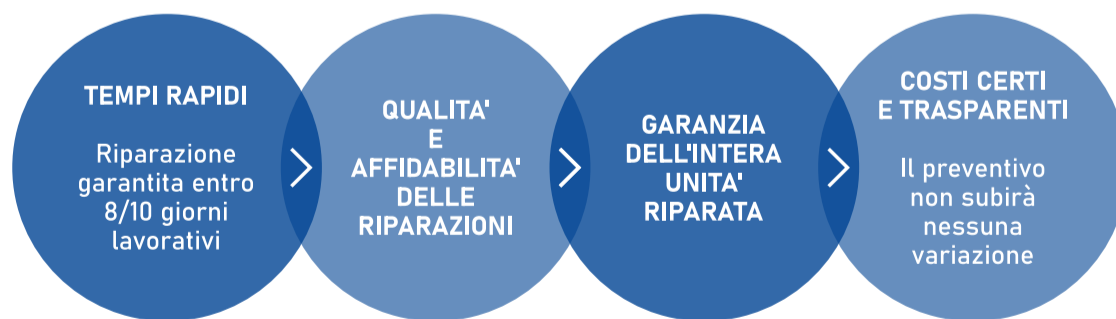 TEMPI RAPIDI
Riparazione
garantita entro
8/10 giorni
lavorativi
QUALITA'
E
AFFIDABILITA'
DELLE
RIPARAZIONI
GARANZIA
DELL'INTERA
UNITA'
RIPARATA
COSTI CERTI
E TRASPARENTI
Il preventivo
non subirà
nessuna
variazione